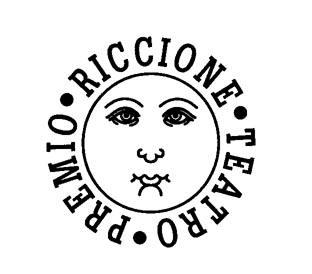 PREMIO • RICCIONE • TEATRO •